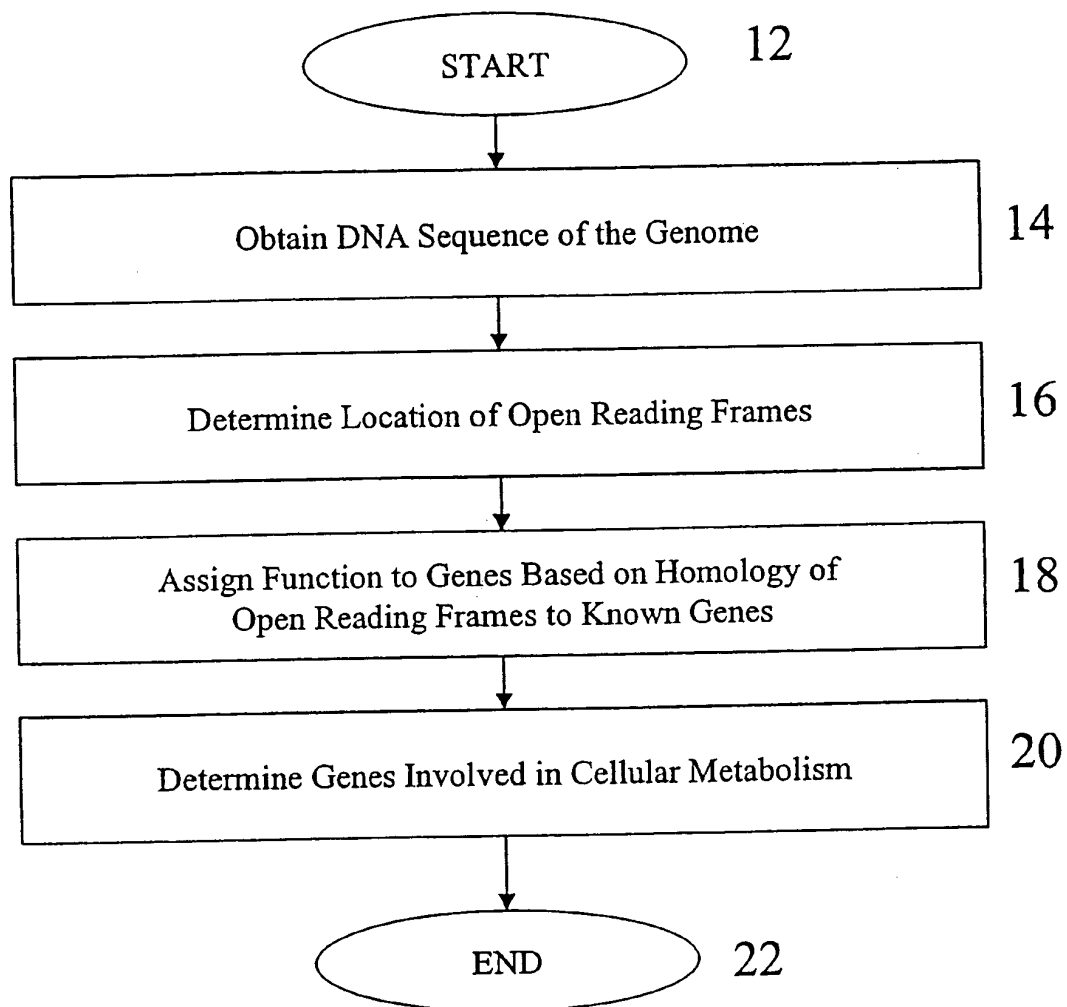 START
12
Obtain DNA Sequence of the Genome
14
Determine Location of Open Reading Frames
16
Assign Function to Genes Based on Homology of
Open Reading Frames to Known Genes
18
Determine Genes Involved in Cellular Metabolism
20
END
22